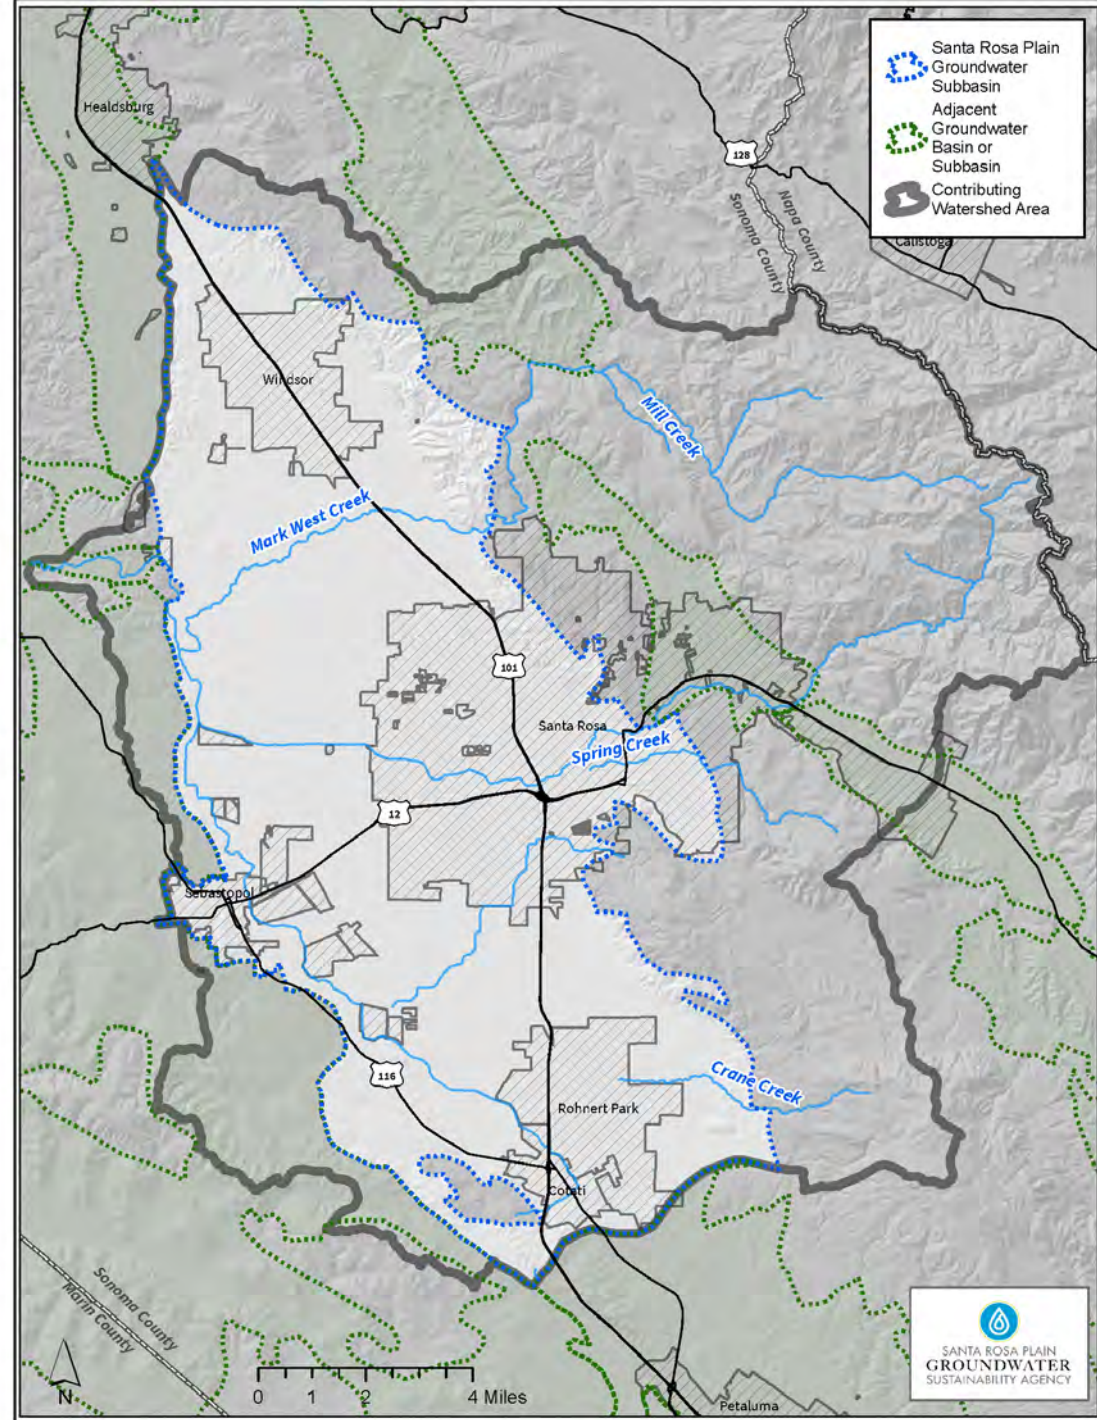 Santa Rosa Plain
Groundwater
Subbasin
Adjacent
Groundwater
Basin or
Subbasin
Contributing
Watershed Area
Healdsburg
128
Napa County
Sonoma County
Calistoga
Windsor
Mill Creek
Mark West Creek
101
Santa Rosa
Spring Creek
12
Sebastopol
116
Crane Creek
Rohnert Park
Cotati
Sonoma County
Marin County
N
0 1 2 4 Miles
Petaluma
SANTA ROSA PLAIN
GROUNDWATER
SUSTAINABILITY AGENCY